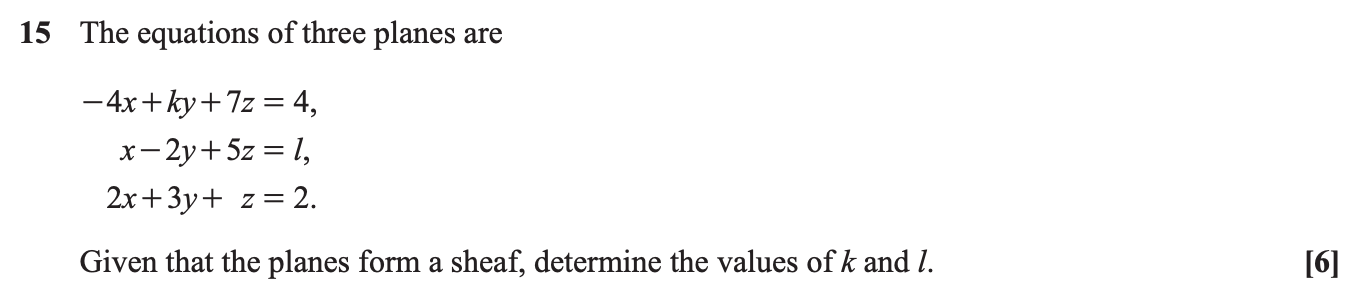 15 The equations of three planes are
−4x+ky+7z = 4,
x−2y+5z = l,
2x+3y+ z = 2.
Given that the planes form a sheaf, determine the values of k and l. [6]